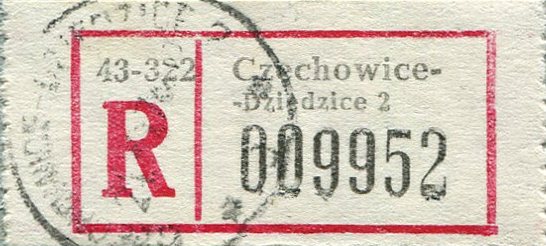 43-322
Czechowice-
-Dziedzice 2
R
009952